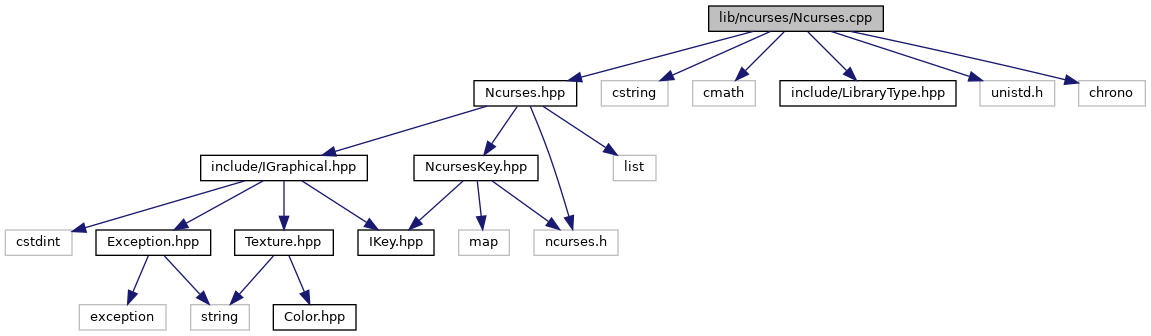 lib/ncurses/Ncurses.cpp
Ncurses.hpp
cstring
cmath
include/LibraryType.hpp
unistd.h
chrono
include/IGraphical.hpp
NcursesKey.hpp
list
cstdint
Exception.hpp
Texture.hpp
IKey.hpp
map
ncurses.h
exception
string
Color.hpp